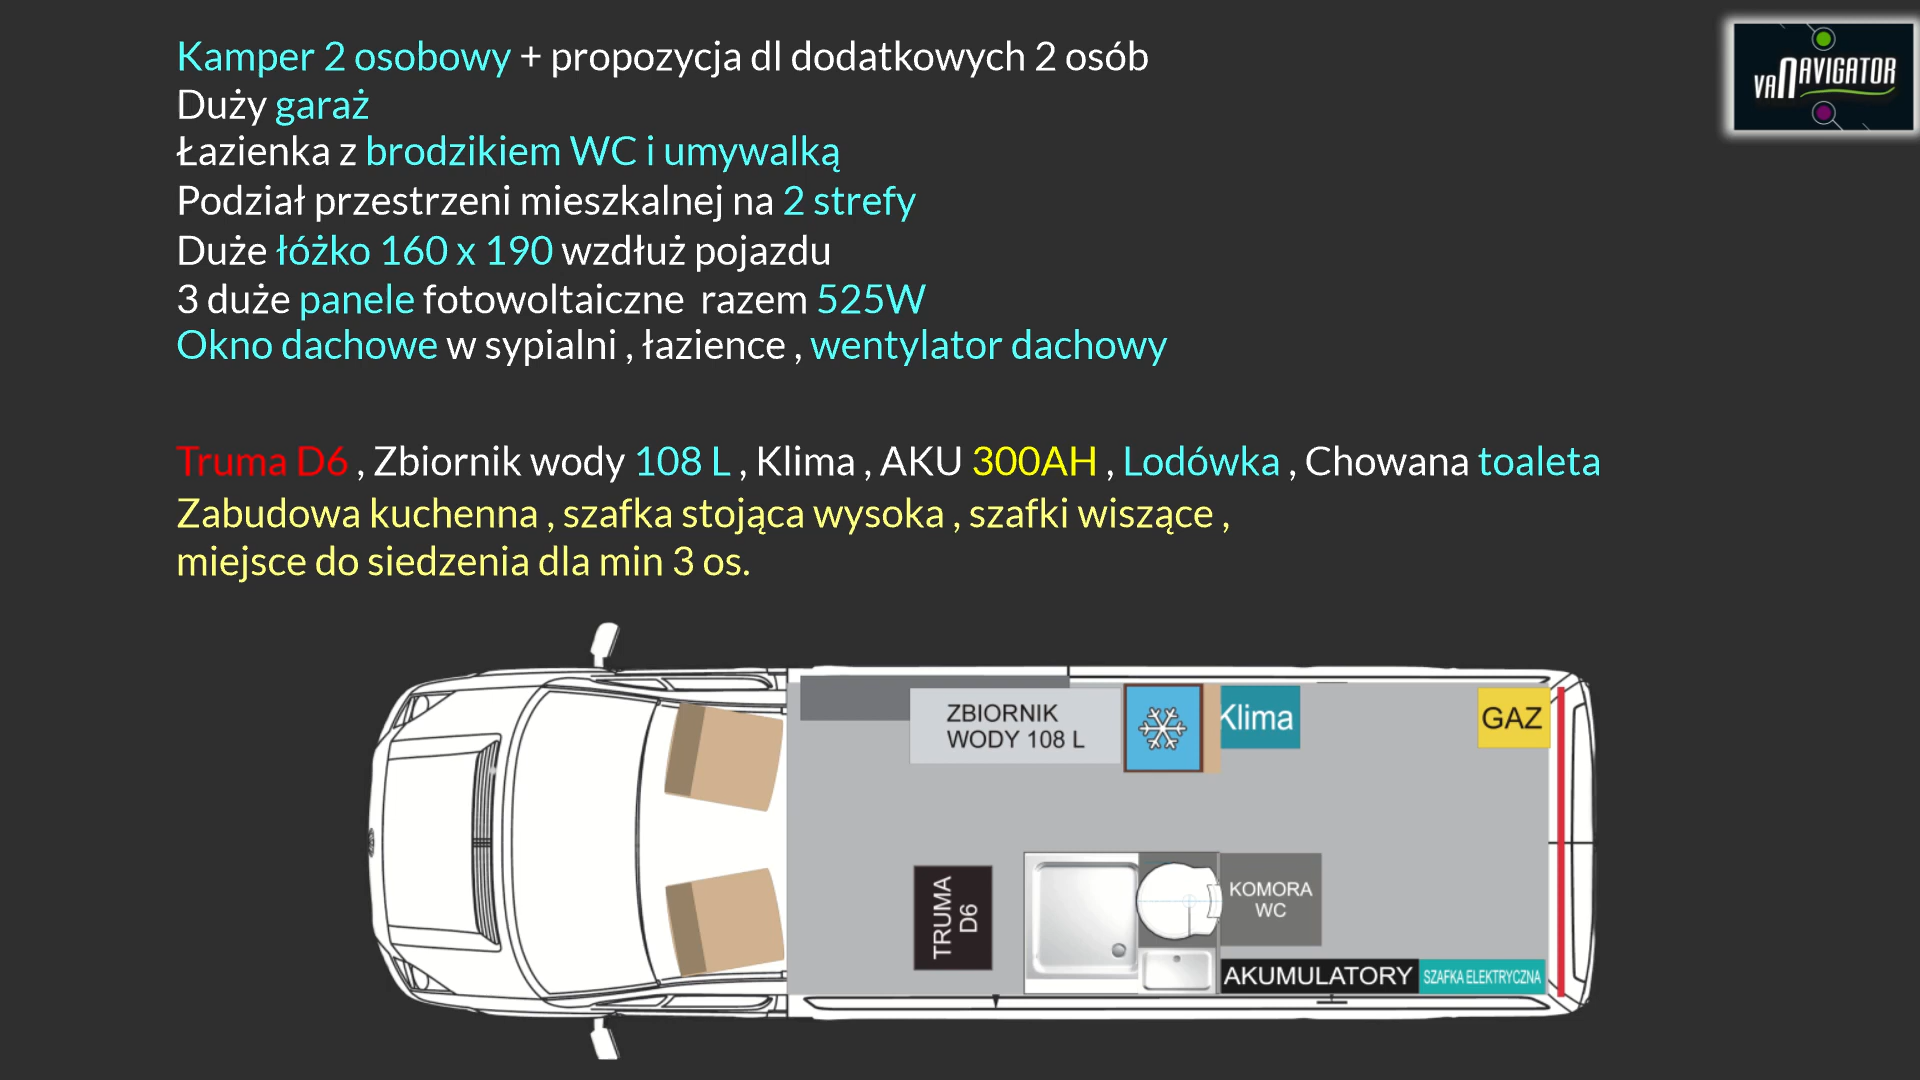 Kamper 2 osobowy + propozycja dl dodatkowych 2 osób
vaNAVIGATOR
Duży garaż
Łazienka z brodzikiem WC i umywalką
Podział przestrzeni mieszkalnej na 2 strefy
Duże łóżko 160 x 190 wzdłuż pojazdu
3 duże panele fotowoltaiczne razem 525W
Okno dachowe w sypialni , łazience , wentylator dachowy
Truma D6 , Zbiornik wody 108 L , Klima , AKU 300AH , Lodówka , Chowana toaleta
Zabudowa kuchenna , szafka stojąca wysoka , szafki wiszące ,
miejsce do siedzenia dla min 3 os.
ZBIORNIK
WODY 108 L
Klima
GAZ
TRUMA
D6
KOMORA
WC
AKUMULATORY
SZAFKA ELEKTRYCZNA